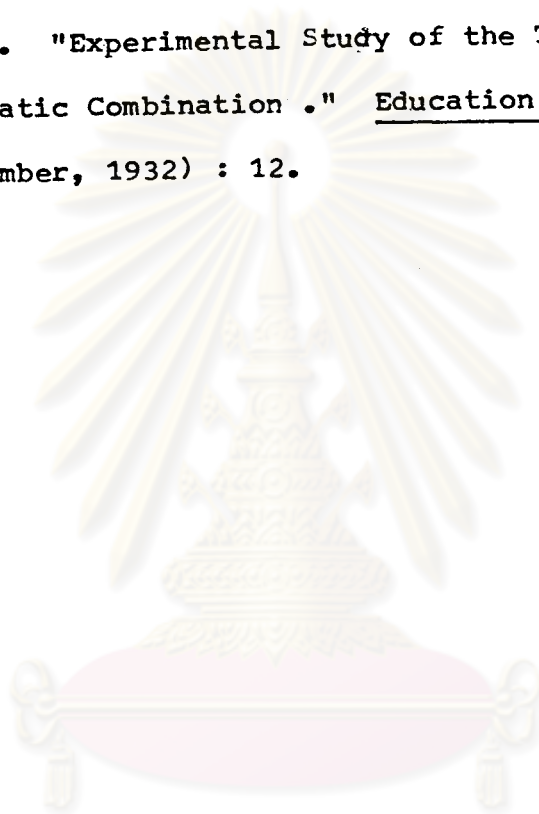 . "Experimental Study of the
atic Combination ." Education
mber, 1932) : 12.